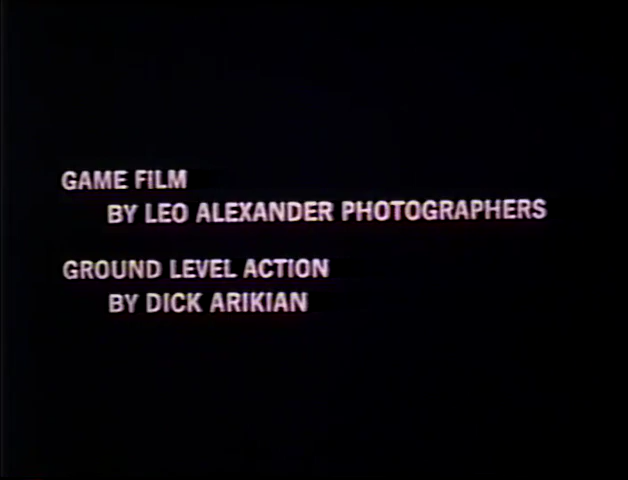 GAME FILM
BY LEO ALEXANDER PHOTOGRAPHERS
GROUND LEVEL ACTION
BY DICK ARIKIAN